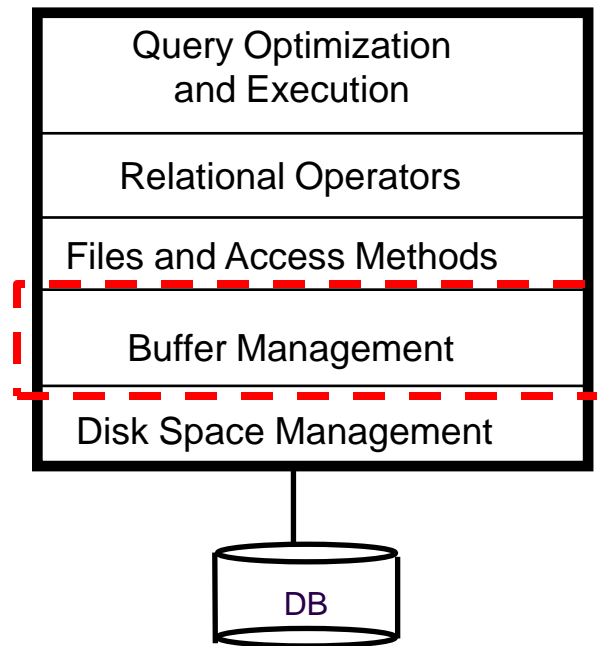 Query Optimization
and Execution
Relational Operators
Files and Access Methods
Buffer Management
Disk Space Management
DB